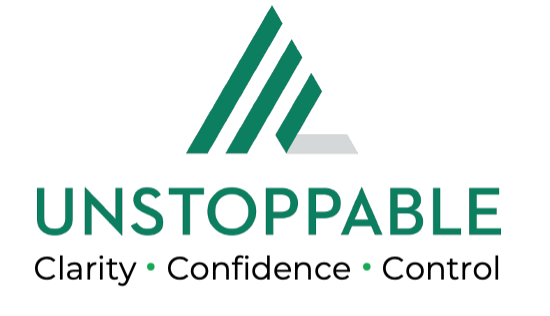 UNSTOPPABLE
Clarity • Confidence • Control